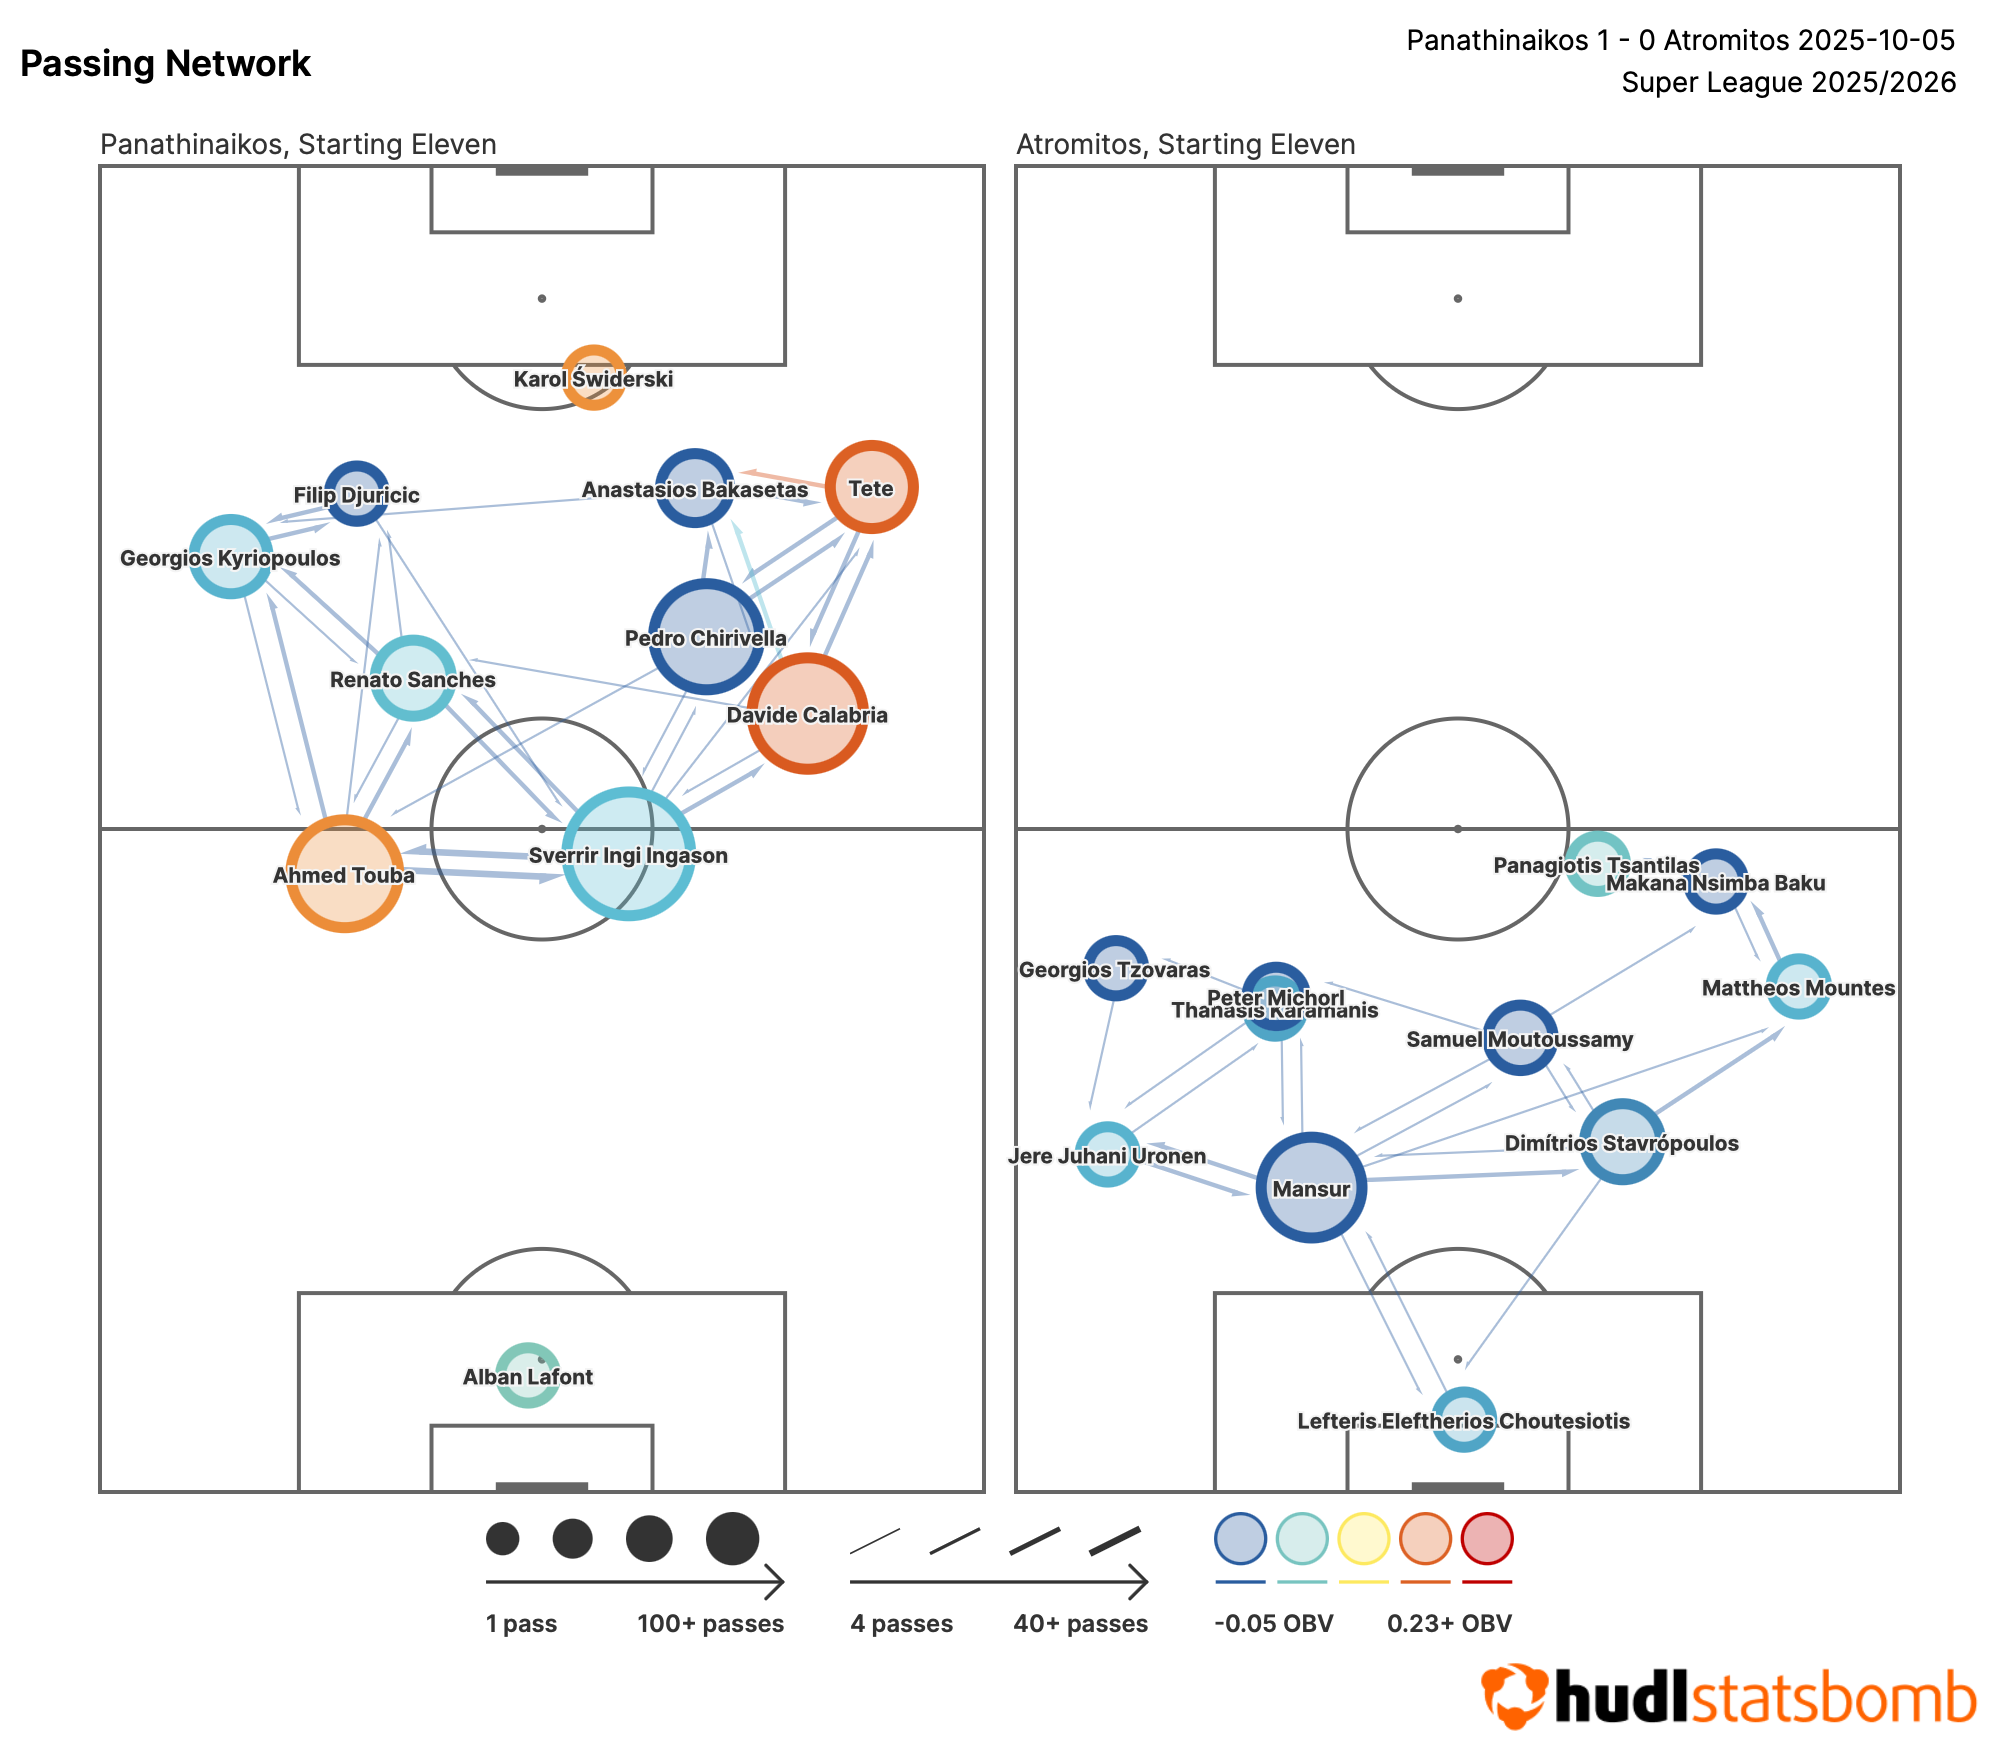 Passing Network
Panathinaikos 1 - 0 Atromitos 2025-10-05
Super League 2025/2026
Panathinaikos, Starting Eleven
Karol Świderski
Filip Djuricic
Anastasios Bakasetas
Tete
Georgios Kyriopoulos
Pedro Chirivella
Renato Sanches
Davide Calabria
Sverrir Ingi Ingason
Ahmed Touba
Alban Lafont
Atromitos, Starting Eleven
Panagiotis Tsantilas
Makana Nsimba Baku
Georgios Tzovaras
Mattheos Mountes
Peter Michorl
Thanasis Karamanis
Samuel Moutoussamy
Dimítrios Stavrópoulos
Jere Juhani Uronen
Mansur
Lefteris Eleftherios Choutesiotis
1 pass 100+ passes
4 passes 40+ passes
-0.05 OBV 0.23+ OBV
hudl statsbomb